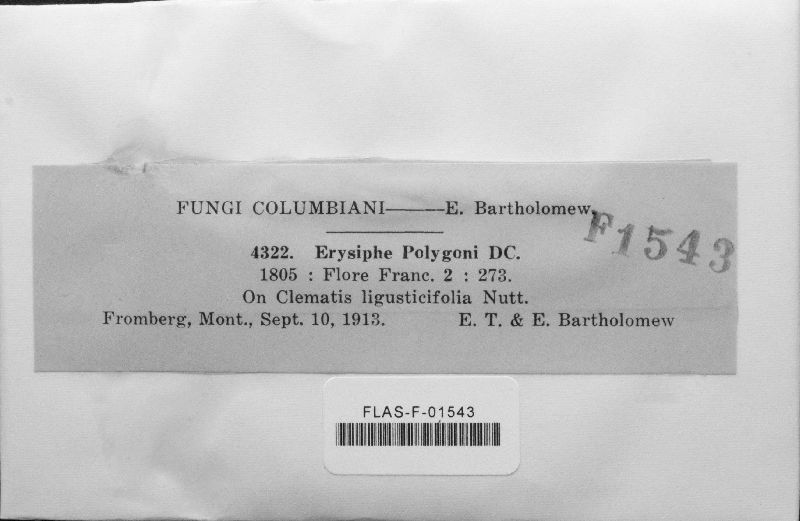 FUNGI COLUMBIANI———E. Bartholomew.
F1543
4322. Erysiphe Polygoni DC.
1805 : Flore Franc. 2 : 273.
On Clematis ligusticifolia Nutt.
Fromberg, Mont., Sept. 10, 1913. E. T. & E. Bartholomew
FLAS-F-01543